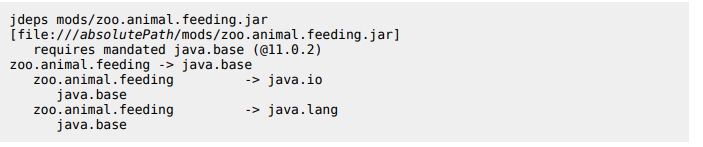 jdeps mods/zoo.animal.feeding.jar
[file:///absolutePath/mods/zoo.animal.feeding.jar]
   requires mandated java.base (@11.0.2)
zoo.animal.feeding -> java.base
   zoo.animal.feeding         -> java.io
      java.base
   zoo.animal.feeding         -> java.lang
      java.base